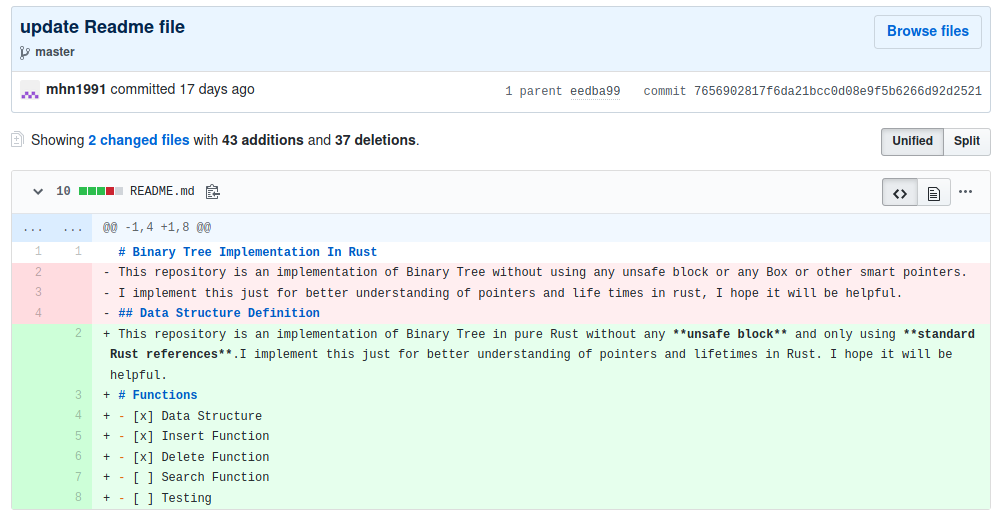 update Readme file
Browse files
master
mhn1991 committed 17 days ago
1 parent eedba99 commit 7656902817f6da21bcc0d08e9f5b6266d92d2521
Showing 2 changed files with 43 additions and 37 deletions.
Unified Split
10 README.md
... ... @@ -1,4 +1,8 @@
1 1 # Binary Tree Implementation In Rust
2 - This repository is an implementation of Binary Tree without using any unsafe block or any Box or other smart pointers.
3 - I implement this just for better understanding of pointers and life times in rust, I hope it will be helpful.
4 - ## Data Structure Definition
2 + This repository is an implementation of Binary Tree in pure Rust without any **unsafe block** and only using **standard
Rust references**.I implement this just for better understanding of pointers and lifetimes in Rust. I hope it will be
helpful.
3 + # Functions
4 + - [x] Data Structure
5 + - [x] Insert Function
6 + - [x] Delete Function
7 + - [ ] Search Function
8 + - [ ] Testing